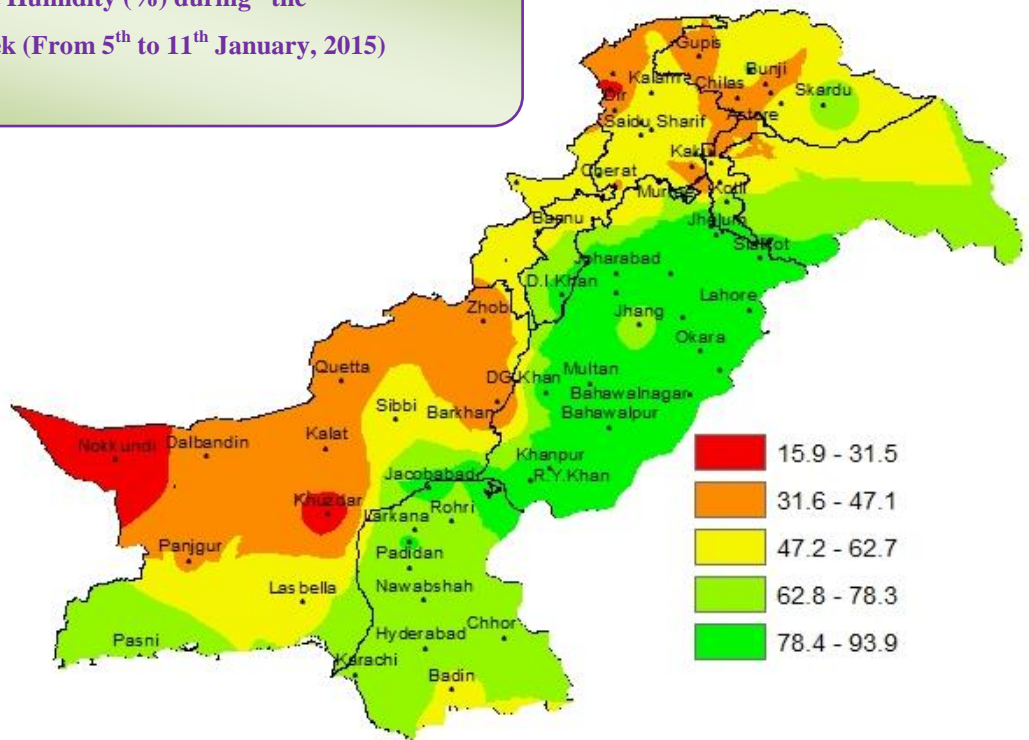 Humidity (%) during the
ek (From 5th to 11th January, 2015)
Gupis
Bunji
Kalam
Chilas
Skardu
Dir
Astore
Saidu Sharif
Kakul
Cherat
Murree
Kotli
Bannu
Jhelum
Sialkot
Joharabad
D.I.Khan
Lahore
Zhob
Jhang
Okara
Quetta
DG.Khan
Multan
Sibbi
Bahawalnagar
Barkhan
Bahawalpur
Kalat
Nokkundi
Dalbandin
Khanpur
Jacobabad
R.Y.Khan
Khuzdar
Rohri
Larkana
Panjgur
Padidan
Lasbella
Nawabshah
Chhor
Pasni
Hyderabad
Karachi
Badin
15.9 - 31.5
31.6 - 47.1
47.2 - 62.7
62.8 - 78.3
78.4 - 93.9